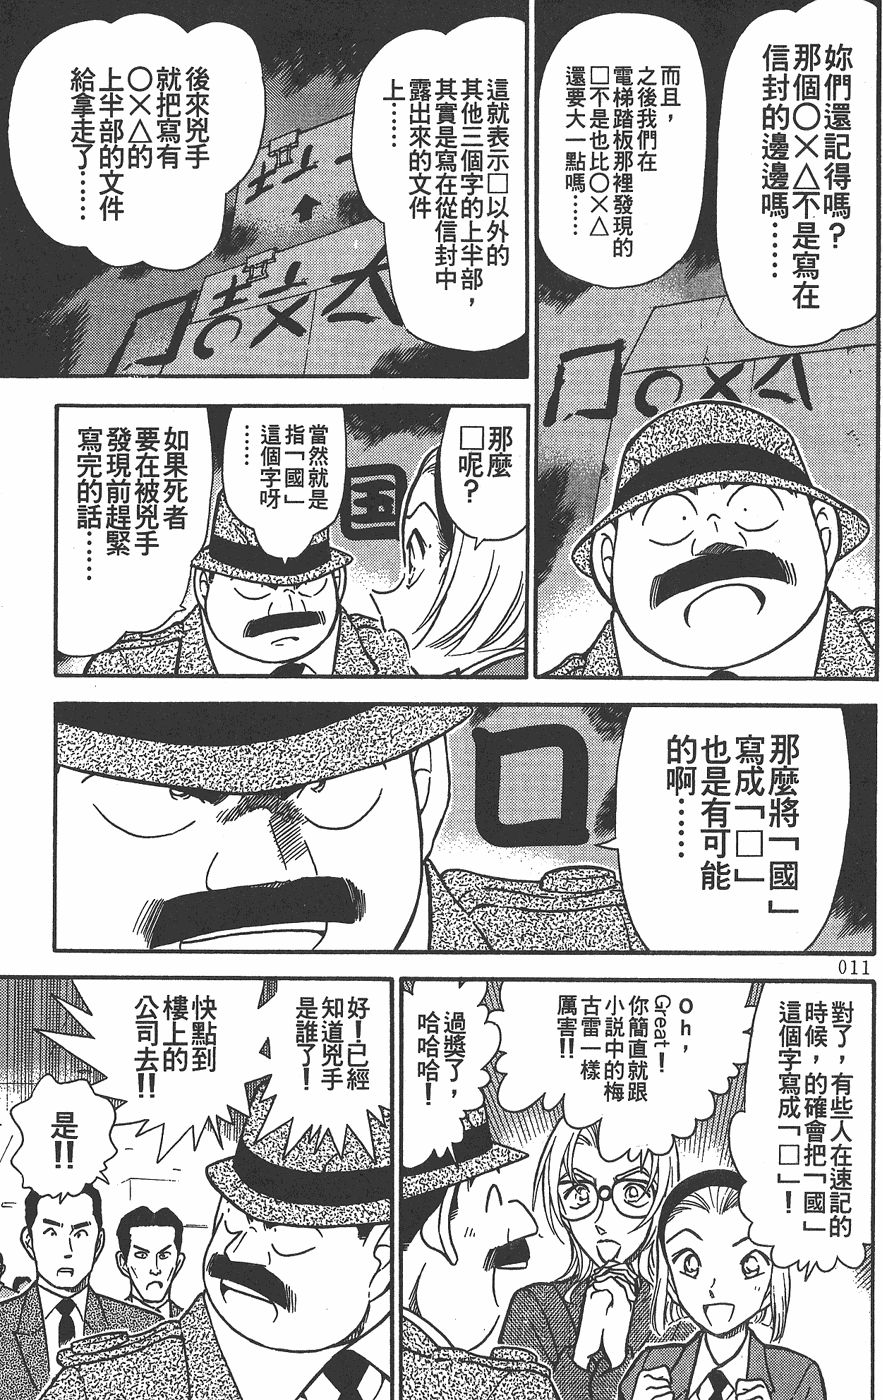 妳們還記得嗎？
那個○×△不是寫在
信封的邊邊嗎……
而且，
之後我們在
電梯踏板那裡發現的
□不是也比○×△
還要大一點嗎……
□○×△
這就表示□以外的
其他三個字的上半部，
其實是寫在從信封中
露出來的文件
上……
後來兇手
就把寫有
○×△的
上半部的文件
給拿走了……
那麼
□呢？
国
當然就是
指「國」
這個字呀
……
如果死者
要在被兇手
發現前趕緊
寫完的話……
那麼將「國」
寫成「□」
也是有可能
的啊……
□
011
對了，有些人在速記的
時候，的確會把「國」
這個字寫成「□」！
Oh，
Great！
你簡直就跟
小說中的梅
古雷一樣
厲害!!
過獎了，
哈哈哈！
好！已經
知道兇手
是誰了！
快點到
樓上的
公司去!!
是!!